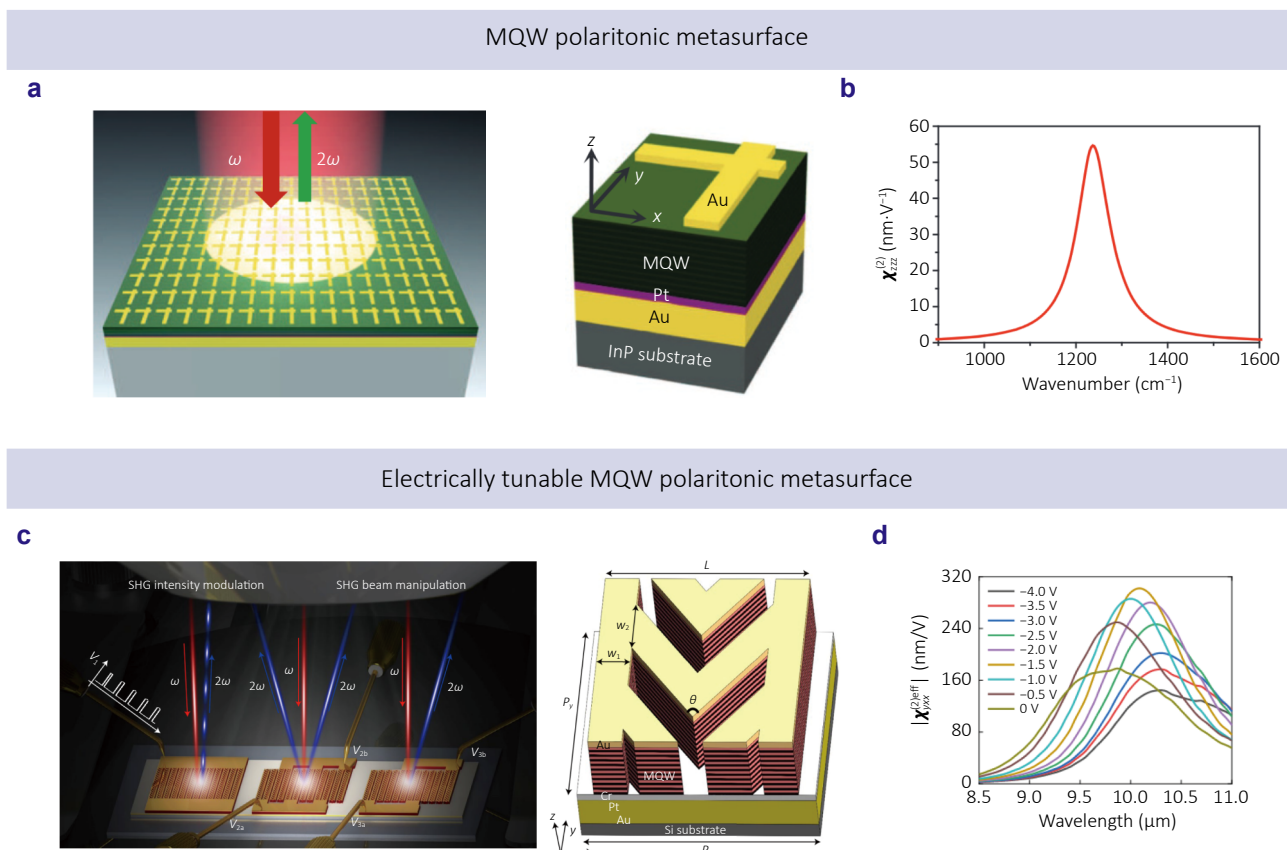 MQW polaritonic metasurface
a
ω
2ω
z
y
x
Au
MQW
Pt
Au
InP substrate
b
60
50
40
30
20
10
0
χ(2)zzz (nm·V−1)
1000 1200 1400 1600
Wavenumber (cm−1)
Electrically tunable MQW polaritonic metasurface
c
SHG intensity modulation
SHG beam manipulation
V1
ω
2ω
2ω
ω
2ω
ω
2ω
V2a
V2b
V3a
V3b
L
w2
w1
Py
θ
Au
MQW
Cr
Pt
Au
Si substrate
z
y
d
320
240
160
80
0
|χ(2)effyxx| (nm/V)
−4.0 V
−3.5 V
−3.0 V
−2.5 V
−2.0 V
−1.5 V
−1.0 V
−0.5 V
0 V
8.5 9.0 9.5 10.0 10.5 11.0
Wavelength (μm)